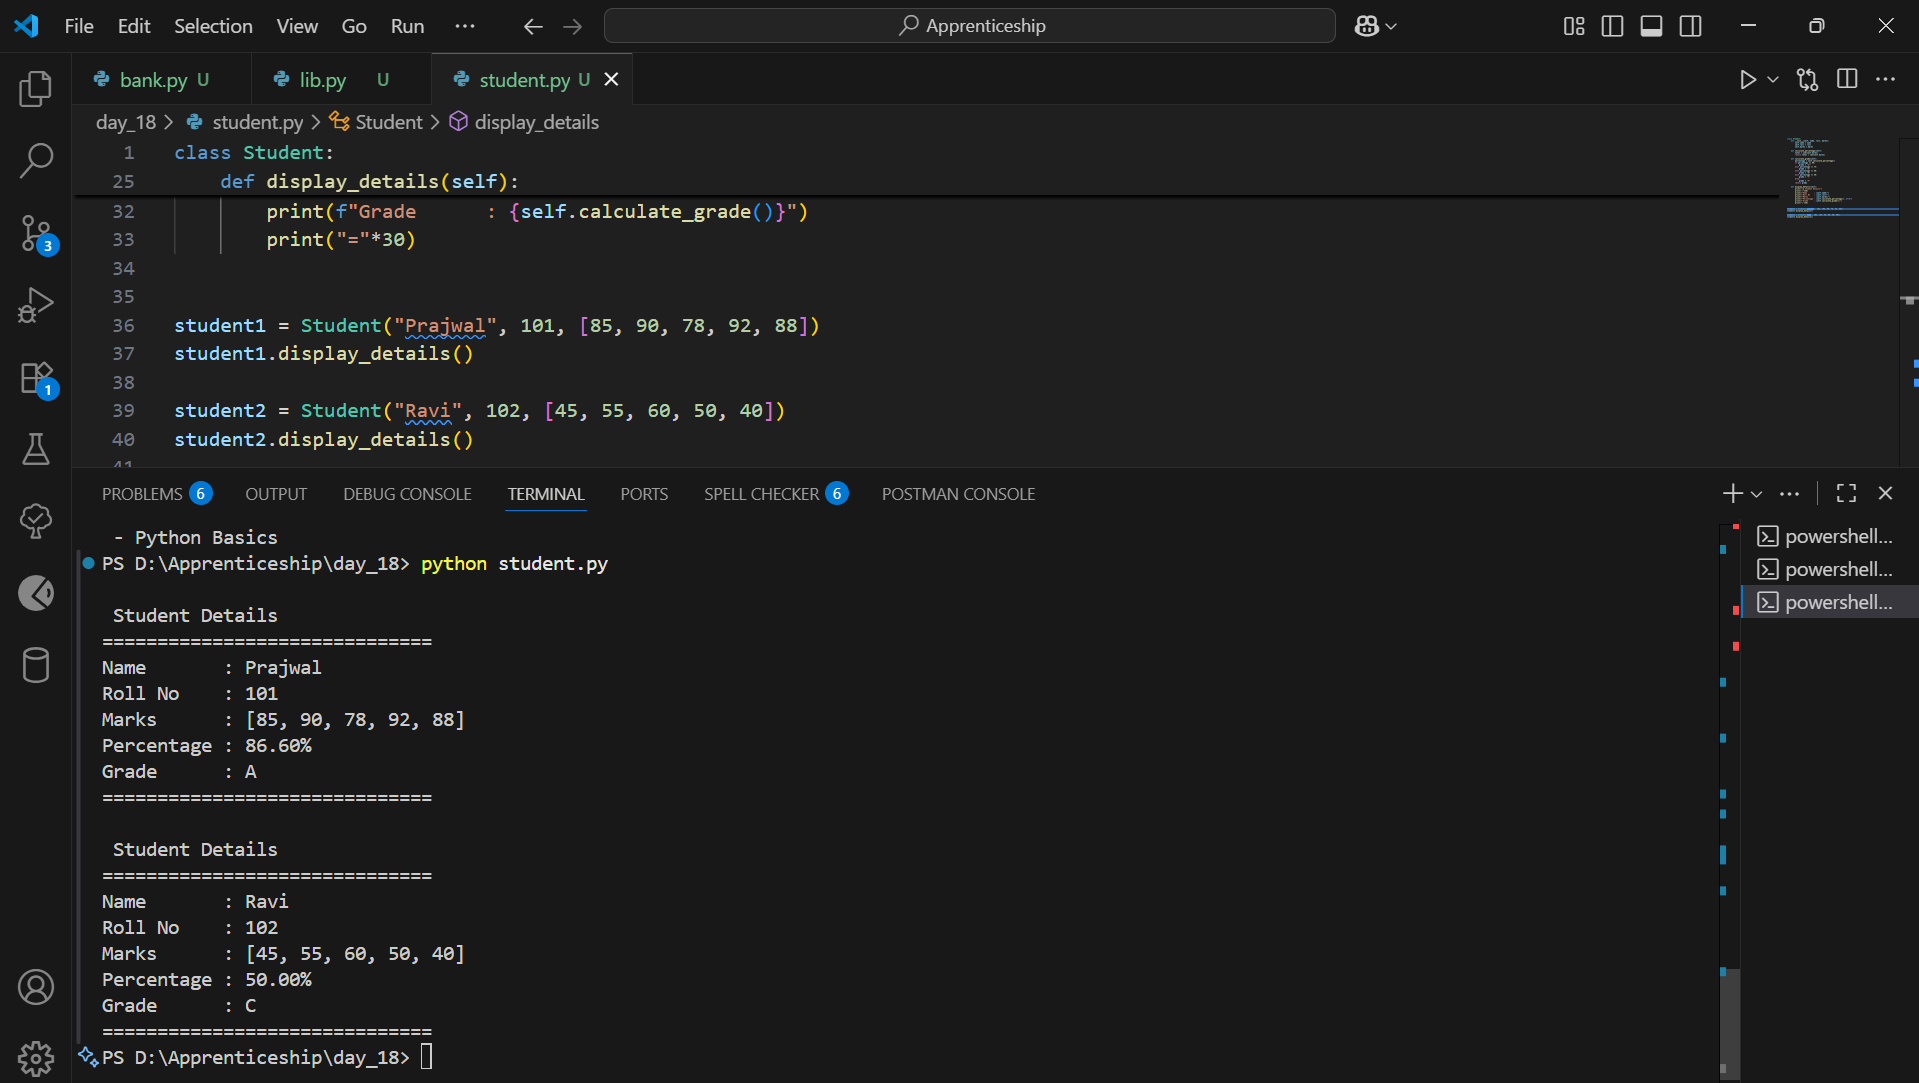 File Edit Selection View Go Run ··· Apprenticeship
bank.py U lib.py U student.py U
day_18 > student.py > Student > display_details
1 class Student:
25     def display_details(self):
32         print(f"Grade      : {self.calculate_grade()}")
33         print("="*30)
34
35
36 student1 = Student("Prajwal", 101, [85, 90, 78, 92, 88])
37 student1.display_details()
38
39 student2 = Student("Ravi", 102, [45, 55, 60, 50, 40])
40 student2.display_details()
41
3
1
PROBLEMS 6 OUTPUT DEBUG CONSOLE TERMINAL PORTS SPELL CHECKER 6 POSTMAN CONSOLE
 - Python Basics
PS D:\Apprenticeship\day_18> python student.py
 Student Details
==============================
Name       : Prajwal
Roll No    : 101
Marks      : [85, 90, 78, 92, 88]
Percentage : 86.60%
Grade      : A
==============================
 Student Details
==============================
Name       : Ravi
Roll No    : 102
Marks      : [45, 55, 60, 50, 40]
Percentage : 50.00%
Grade      : C
==============================
PS D:\Apprenticeship\day_18>
powershell...
powershell...
powershell...